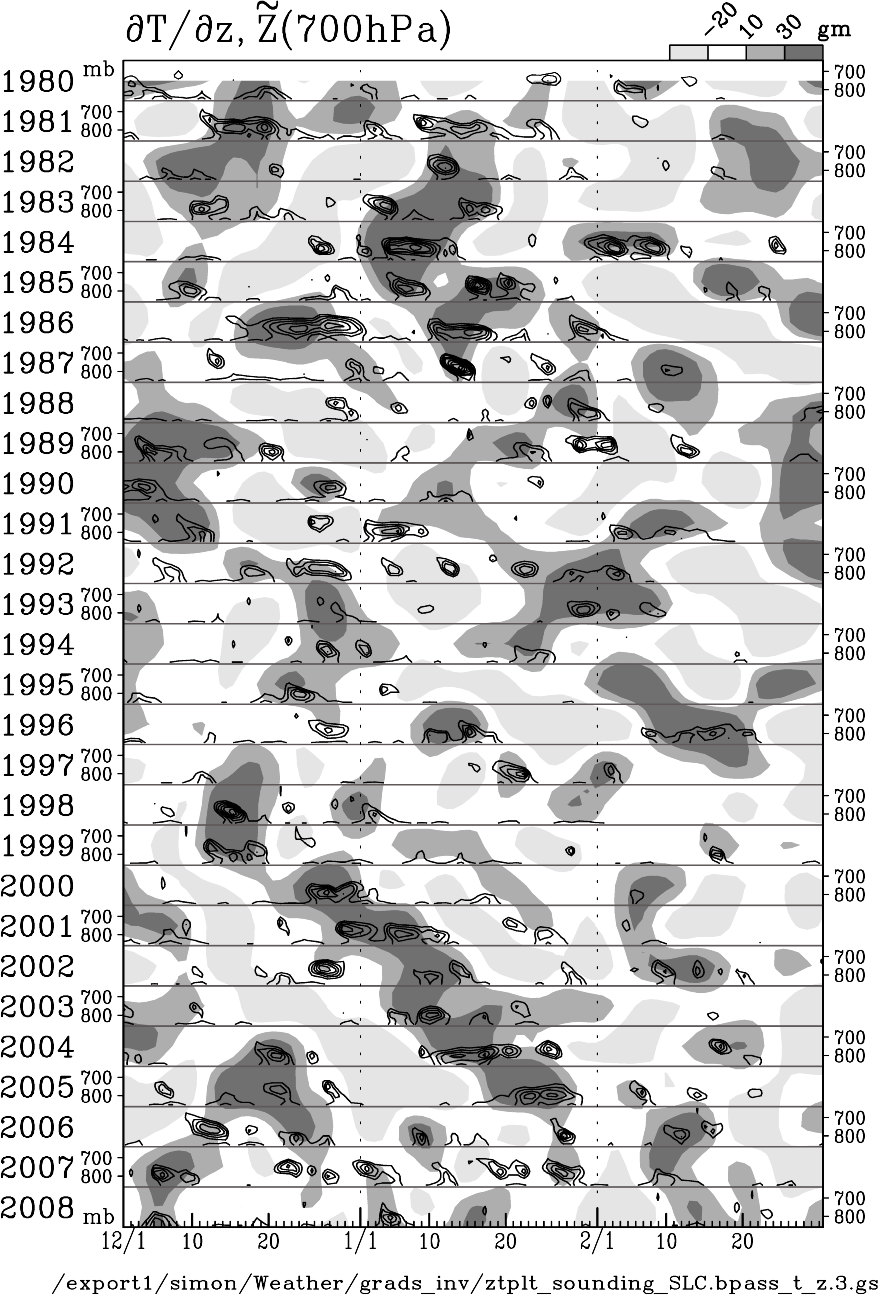 ∂T/∂z, Z̃(700hPa)
-20 10 30 gm
mb
1980 700 800
1981 700 800
1982 700 800
1983 700 800
1984 700 800
1985 700 800
1986 700 800
1987 700 800
1988 700 800
1989 700 800
1990 700 800
1991 700 800
1992 700 800
1993 700 800
1994 700 800
1995 700 800
1996 700 800
1997 700 800
1998 700 800
1999 700 800
2000 700 800
2001 700 800
2002 700 800
2003 700 800
2004 700 800
2005 700 800
2006 700 800
2007 700 800
2008 mb 700 800
12/1 10 20 1/1 10 20 2/1 10 20
/export1/simon/Weather/grads_inv/ztplt_sounding_SLC.bpass_t_z.3.gs